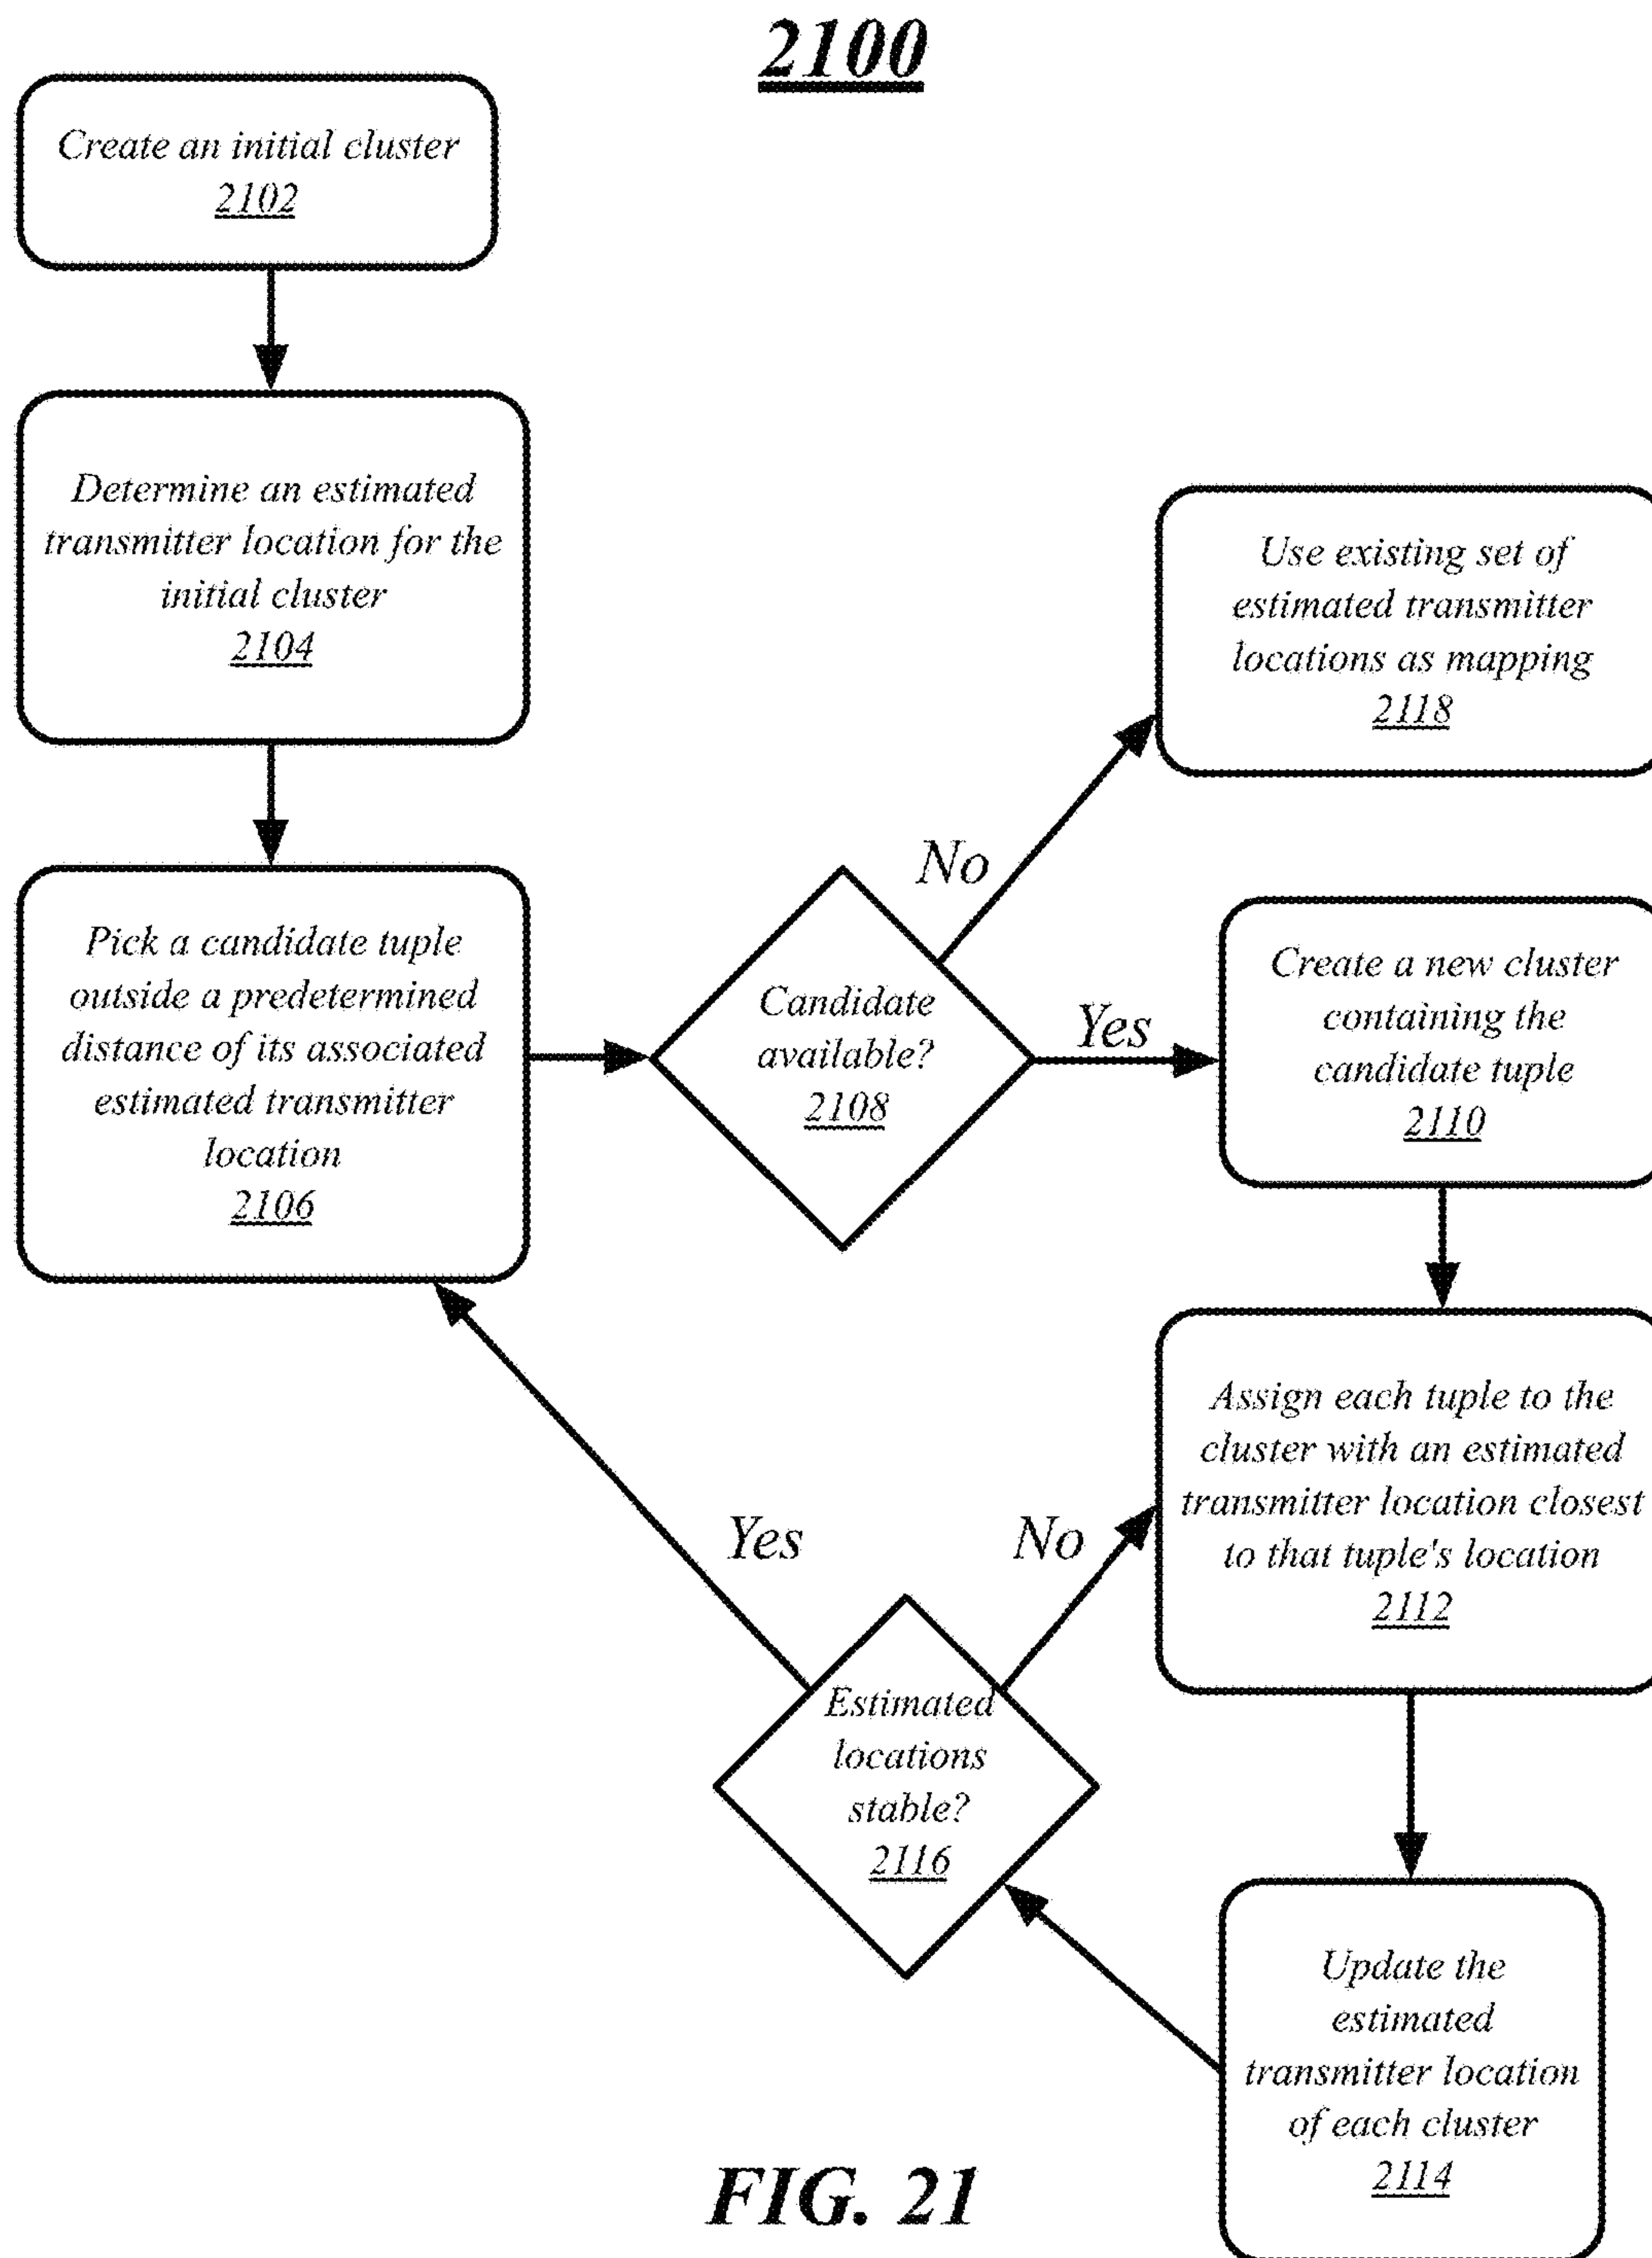 2100
Create an initial cluster
2102
Determine an estimated
transmitter location for the
initial cluster
2104
Pick a candidate tuple
outside a predetermined
distance of its associated
estimated transmitter
location
2106
Candidate
available?
2108
No
Yes
Use existing set of
estimated transmitter
locations as mapping
2118
Create a new cluster
containing the
candidate tuple
2110
Assign each tuple to the
cluster with an estimated
transmitter location closest
to that tuple's location
2112
Update the
estimated
transmitter location
of each cluster
2114
Estimated
locations
stable?
2116
Yes
No
FIG. 21